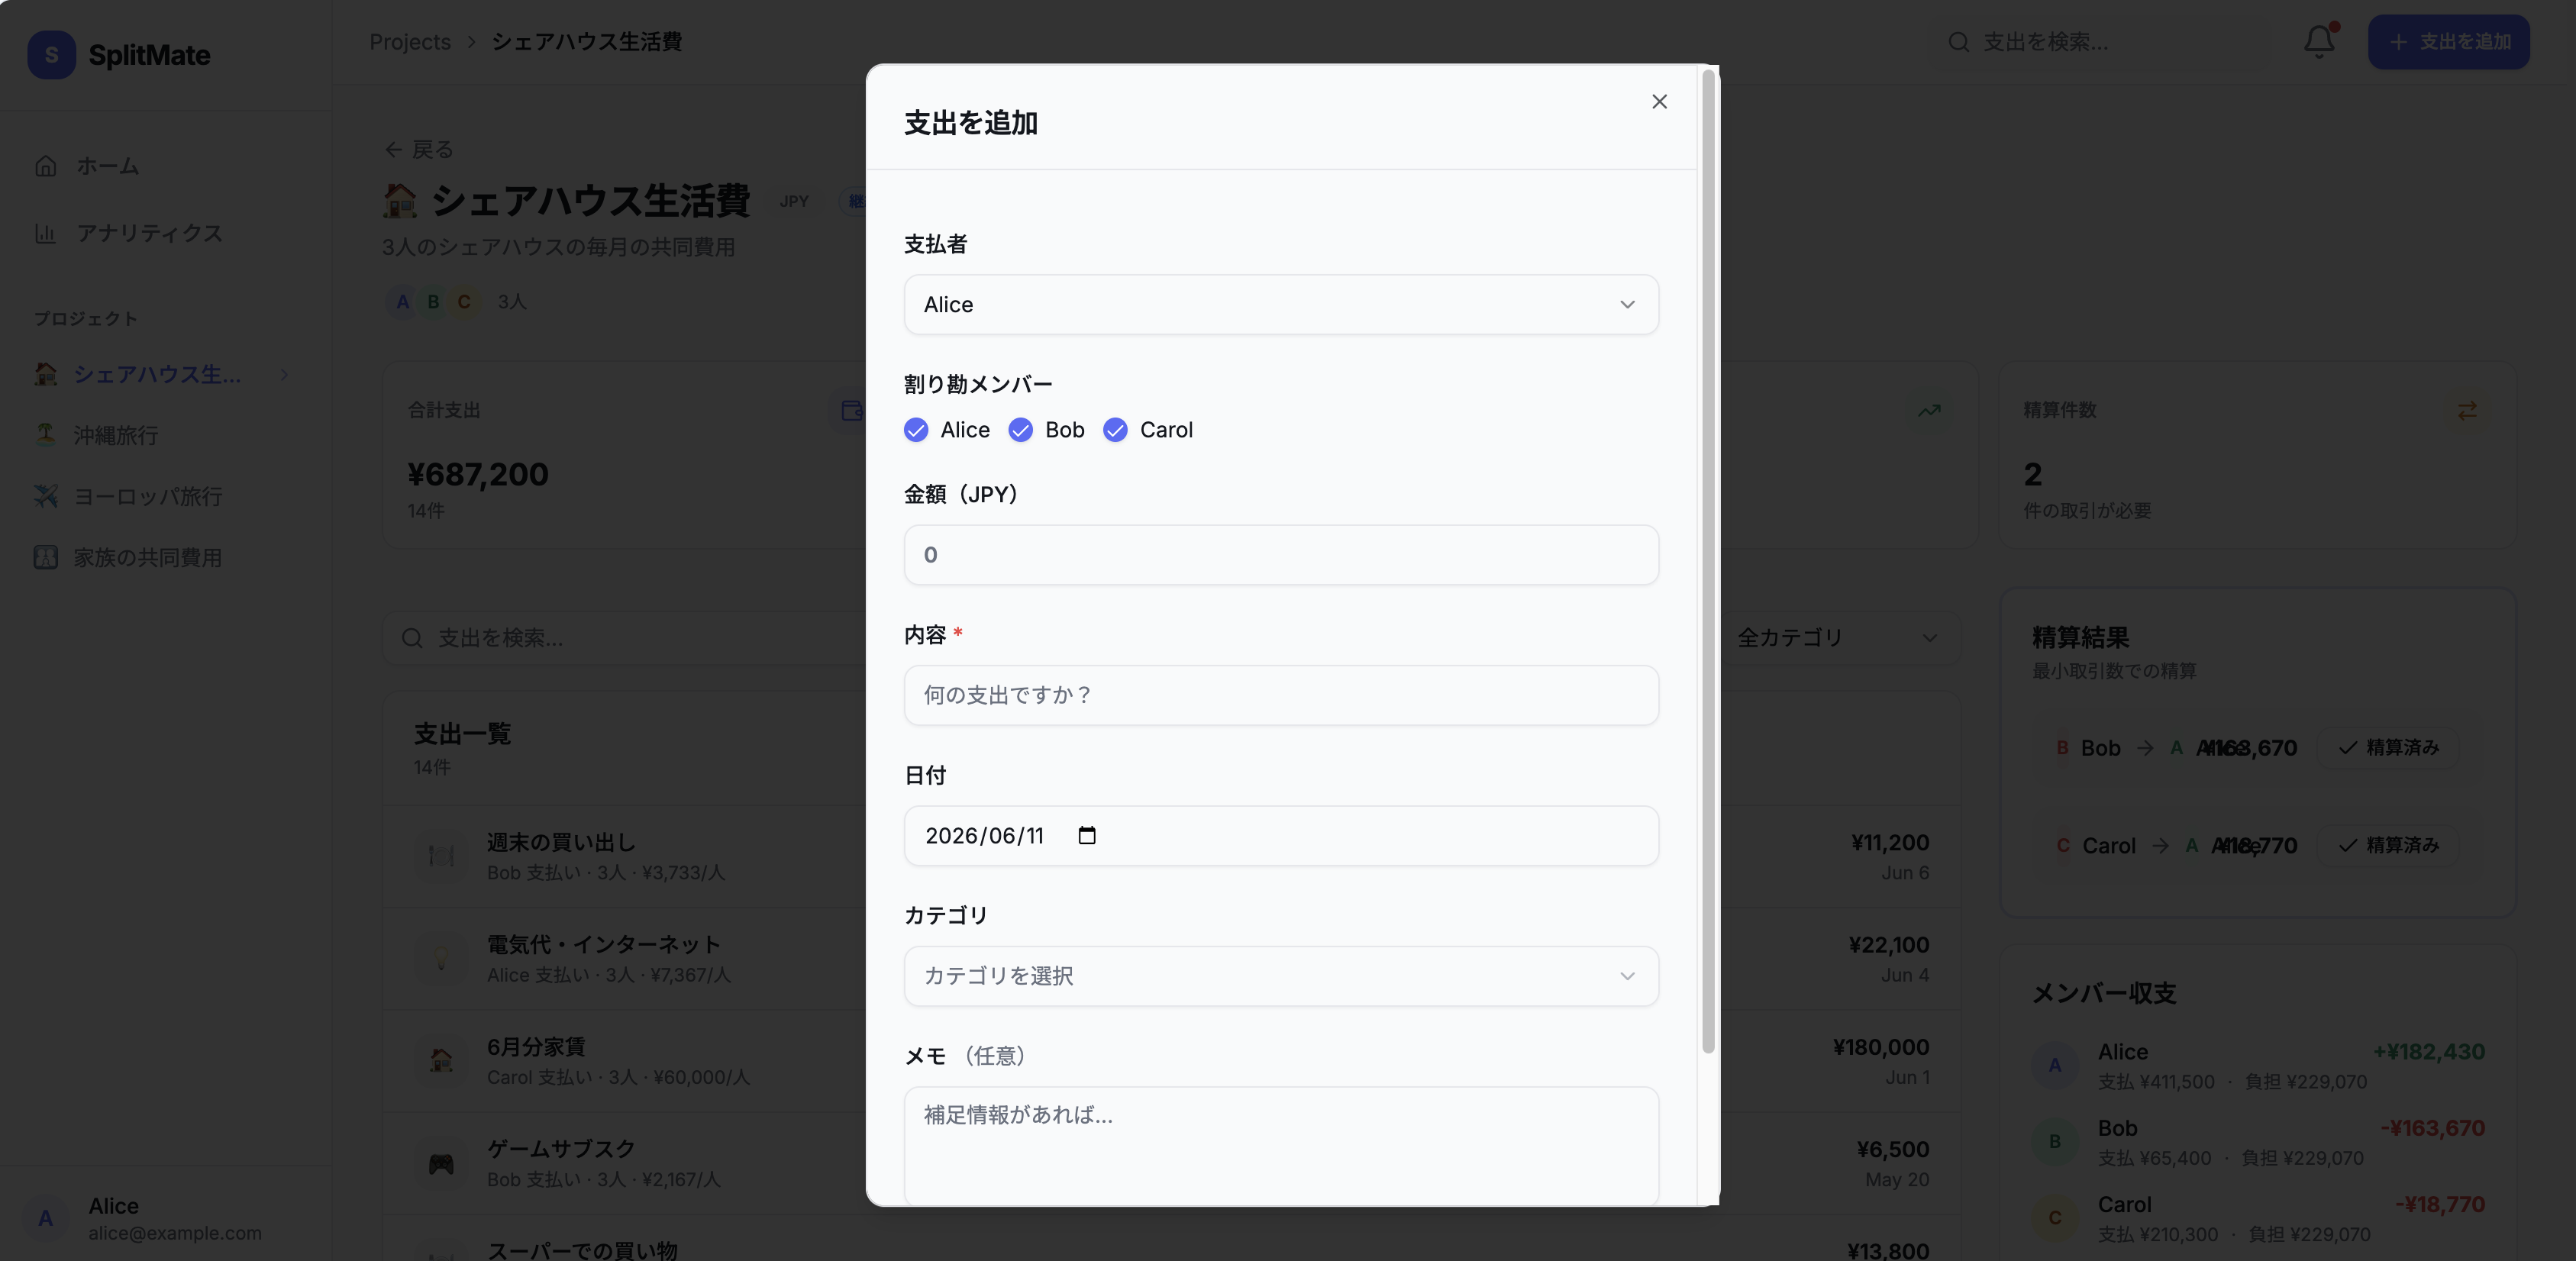 S SplitMate
ホーム
アナリティクス
プロジェクト
シェアハウス生...
沖縄旅行
ヨーロッパ旅行
家族の共同費用
A Alice
alice@example.com
Projects > シェアハウス生活費
支出を検索...
+ 支出を追加
← 戻る
シェアハウス生活費 JPY
3人のシェアハウスの毎月の共同費用
A B C 3人
合計支出
¥687,200
14件
精算件数
2
件の取引が必要
支出を検索...
全カテゴリ
支出一覧
14件
週末の買い出し ¥11,200
Bob 支払い · 3人 · ¥3,733/人 Jun 6
電気代・インターネット ¥22,100
Alice 支払い · 3人 · ¥7,367/人 Jun 4
6月分家賃 ¥180,000
Carol 支払い · 3人 · ¥60,000/人 Jun 1
ゲームサブスク ¥6,500
Bob 支払い · 3人 · ¥2,167/人 May 20
スーパーでの買い物 ¥13,800
支出を追加
支払者
Alice
割り勘メンバー
Alice Bob Carol
金額（JPY）
0
内容 *
何の支出ですか？
日付
2026/06/11
カテゴリ
カテゴリを選択
メモ （任意）
補足情報があれば...
精算結果
最小取引数での精算
B Bob → A Alice ¥163,670 精算済み
C Carol → A Alice ¥18,770 精算済み
メンバー収支
A Alice +¥182,430
支払 ¥411,500 · 負担 ¥229,070
B Bob -¥163,670
支払 ¥65,400 · 負担 ¥229,070
C Carol -¥18,770
支払 ¥210,300 · 負担 ¥229,070